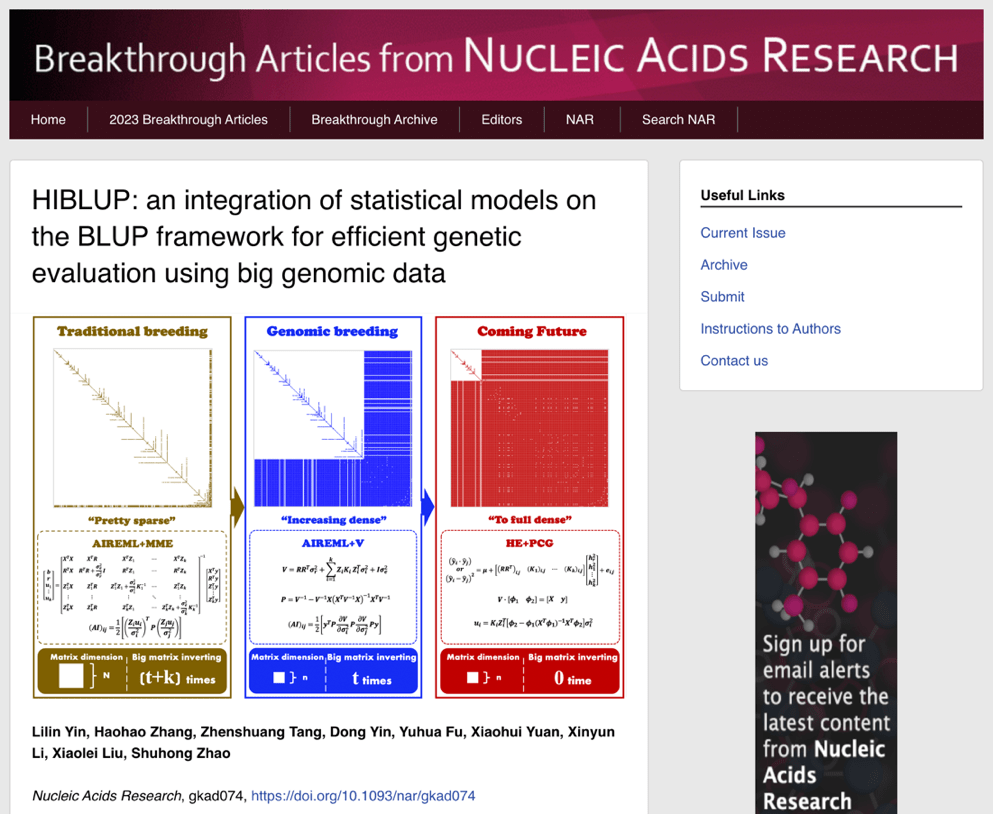 Breakthrough Articles from NUCLEIC ACIDS RESEARCH
Home
2023 Breakthrough Articles
Breakthrough Archive
Editors
NAR
Search NAR
HIBLUP: an integration of statistical models on
the BLUP framework for efficient genetic
evaluation using big genomic data
Traditional breeding
"Pretty sparse"
AIREML+MME
Matrix dimension
Big matrix inverting
N
(t+k) times
Genomic breeding
"Increasing dense"
AIREML+V
Matrix dimension
Big matrix inverting
n
t times
Coming Future
"To full dense"
HE+PCG
or
Matrix dimension
Big matrix inverting
n
0 time
Lilin Yin, Haohao Zhang, Zhenshuang Tang, Dong Yin, Yuhua Fu, Xiaohui Yuan, Xinyun
Li, Xiaolei Liu, Shuhong Zhao
Nucleic Acids Research, gkad074, https://doi.org/10.1093/nar/gkad074
Useful Links
Current Issue
Archive
Submit
Instructions to Authors
Contact us
Sign up for
email alerts
to receive the
latest content
from Nucleic
Acids
Research